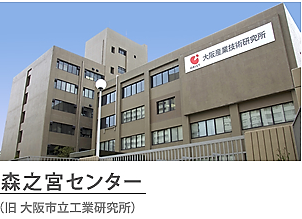 大阪産業技術研究所
森之宮センター
(旧 大阪市立工業研究所)